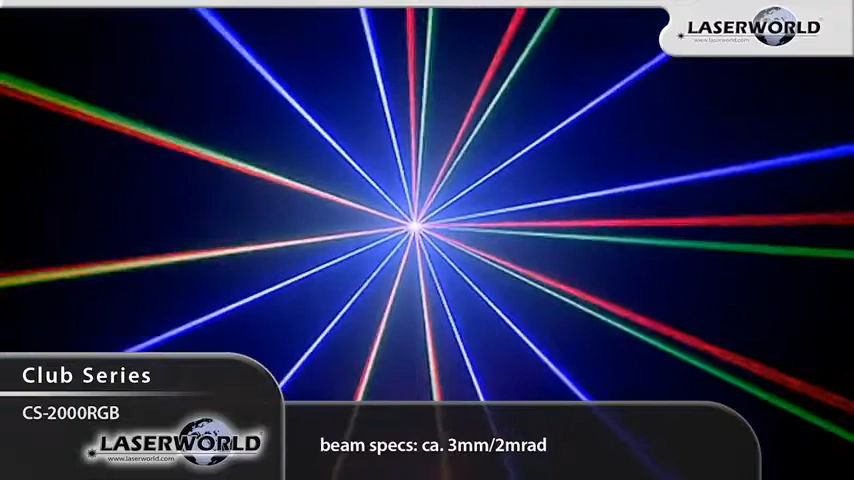 LASERWORLD
www.laserworld.com
Club Series
CS-2000RGB
LASERWORLD
www.laserworld.com
beam specs: ca. 3mm/2mrad